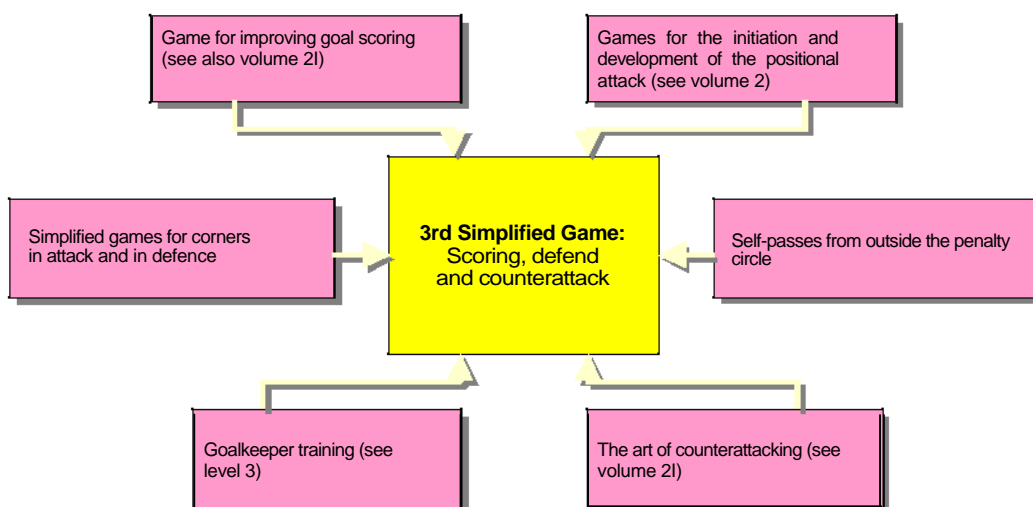 Game for improving goal scoring
(see also volume 2I)
Games for the initiation and
development of the positional
attack (see volume 2)
Simplified games for corners
in attack and in defence
3rd Simplified Game:
Scoring, defend
and counterattack
Self-passes from outside the penalty
circle
Goalkeeper training (see
level 3)
The art of counterattacking (see
volume 2I)